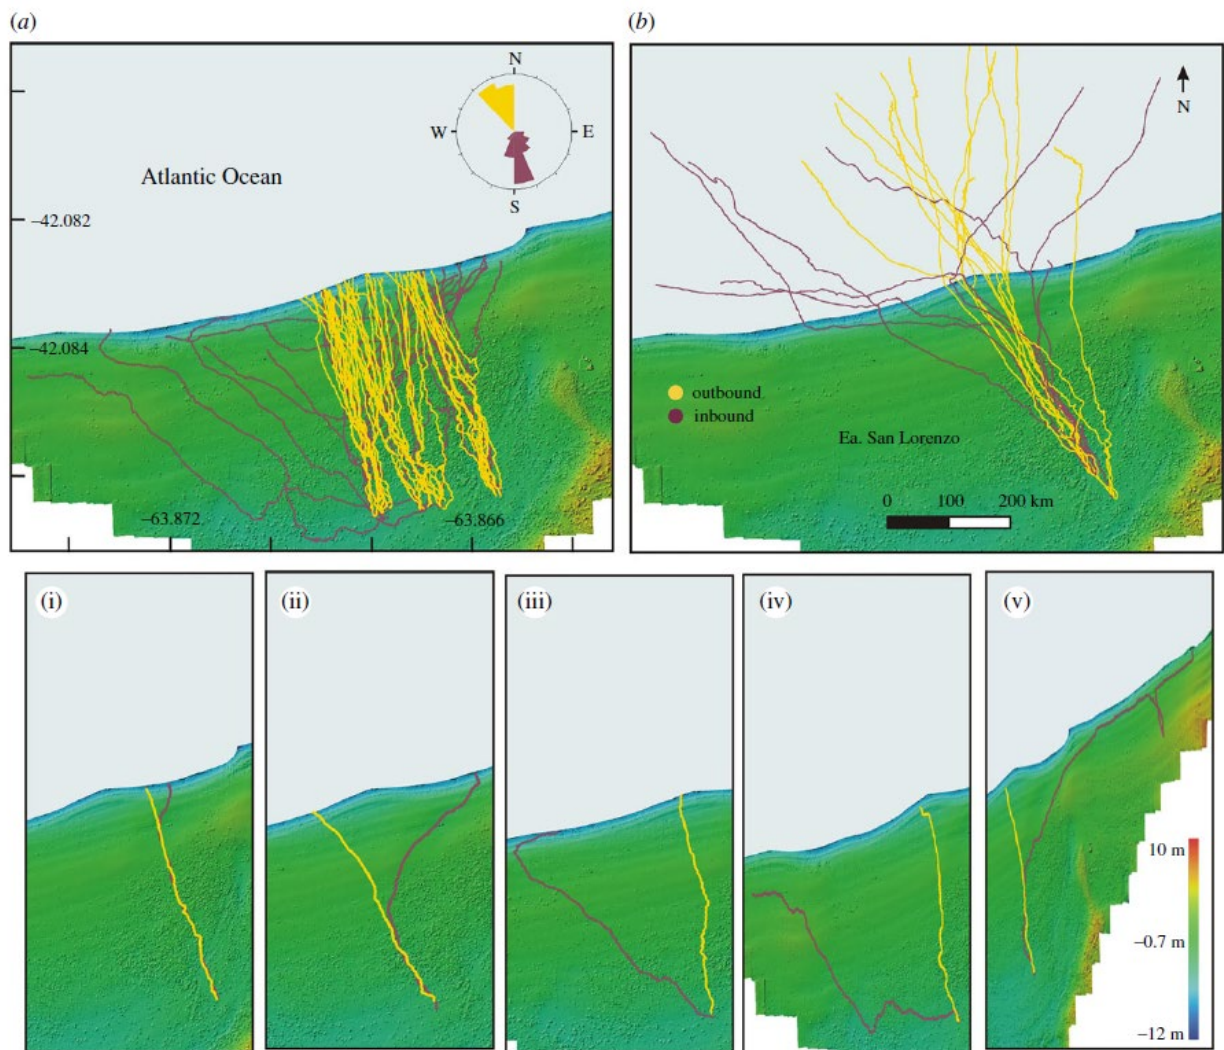 (a)
N
W
E
S
Atlantic Ocean
–42.082
–42.084
–63.872
–63.866
(b)
N
outbound
inbound
Ea. San Lorenzo
0 100 200 km
(i)
(ii)
(iii)
(iv)
(v)
10 m
–0.7 m
–12 m